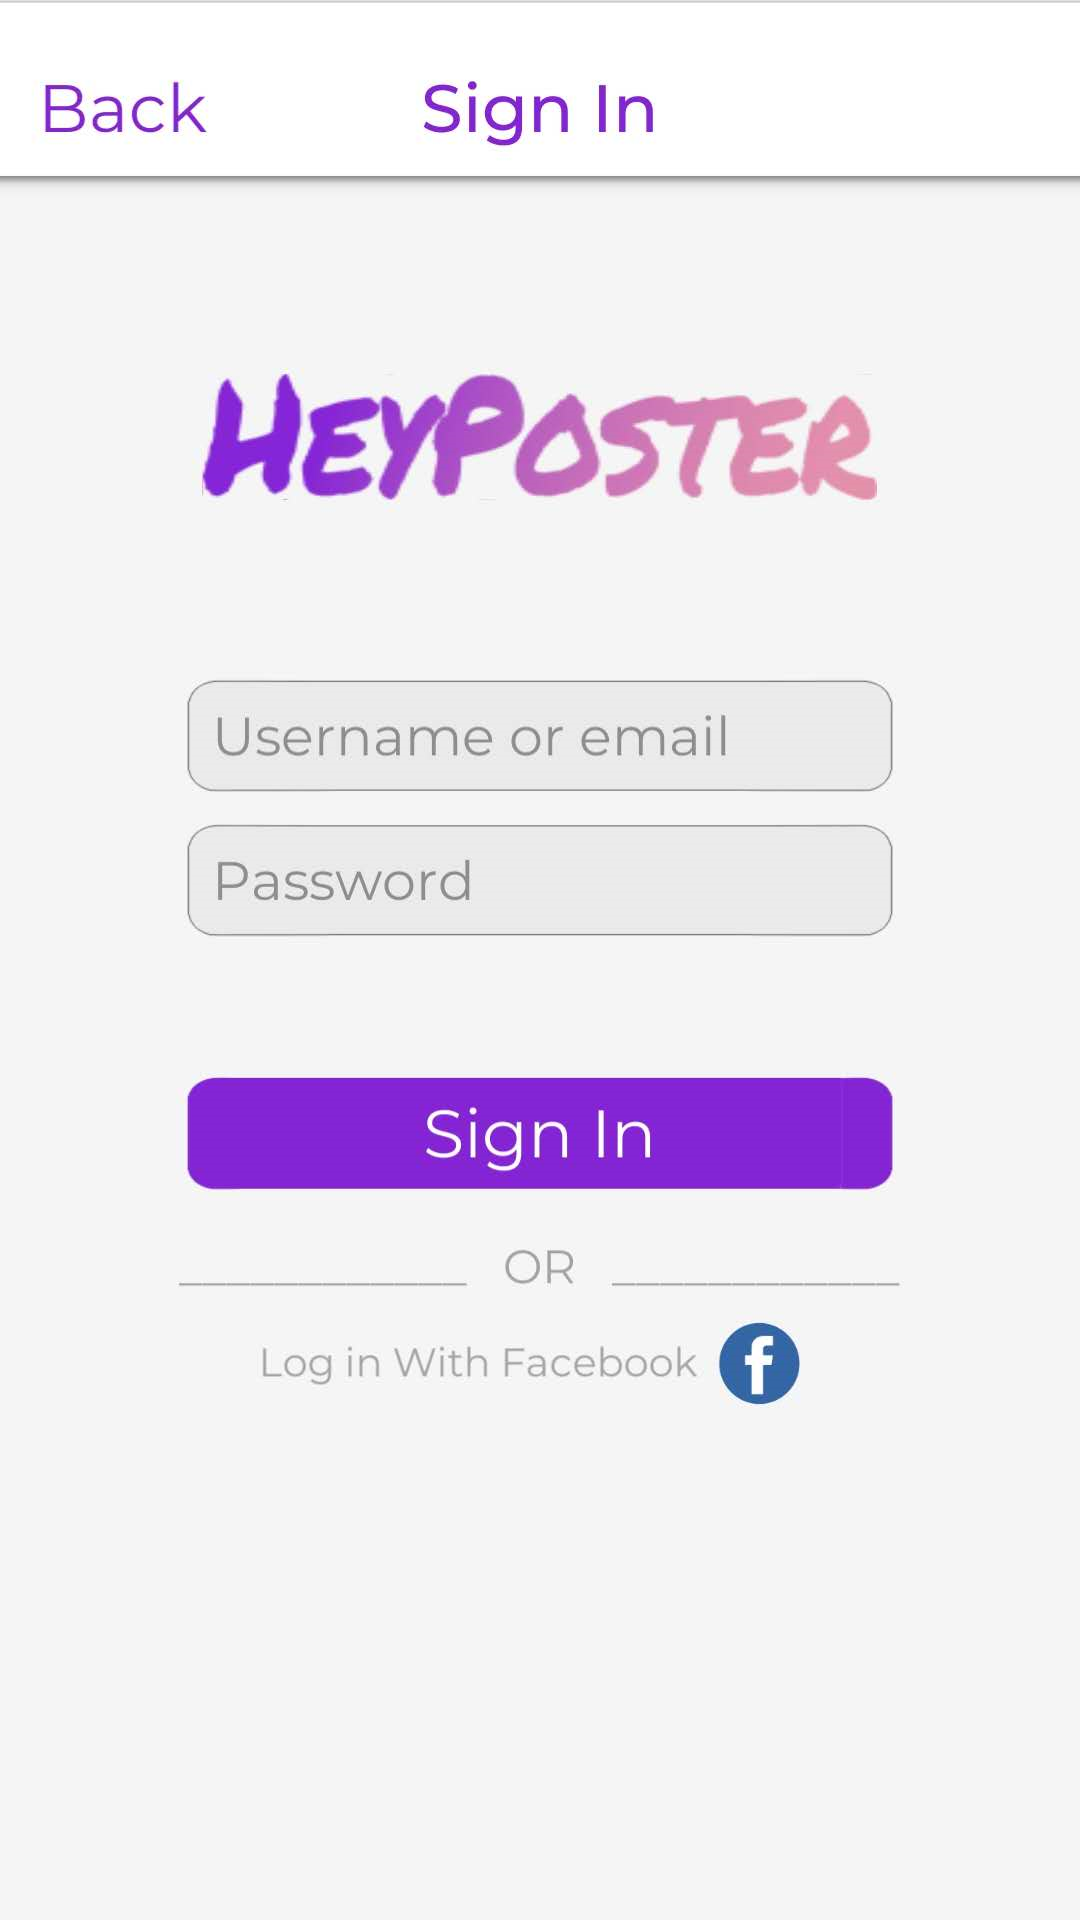 Back Sign In
HeyPoster
Username or email
Password
Sign In
OR
Log in With Facebook f